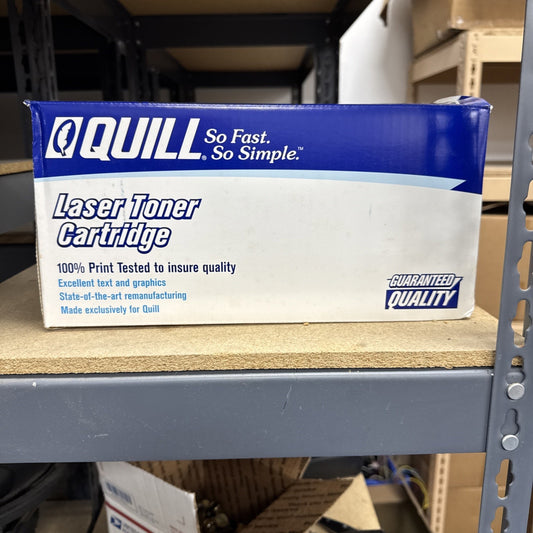 QUILL®
So Fast.
So Simple.™
Laser Toner
Cartridge
100% Print Tested to insure quality
Excellent text and graphics
State-of-the-art remanufacturing
Made exclusively for Quill
GUARANTEED
QUALITY